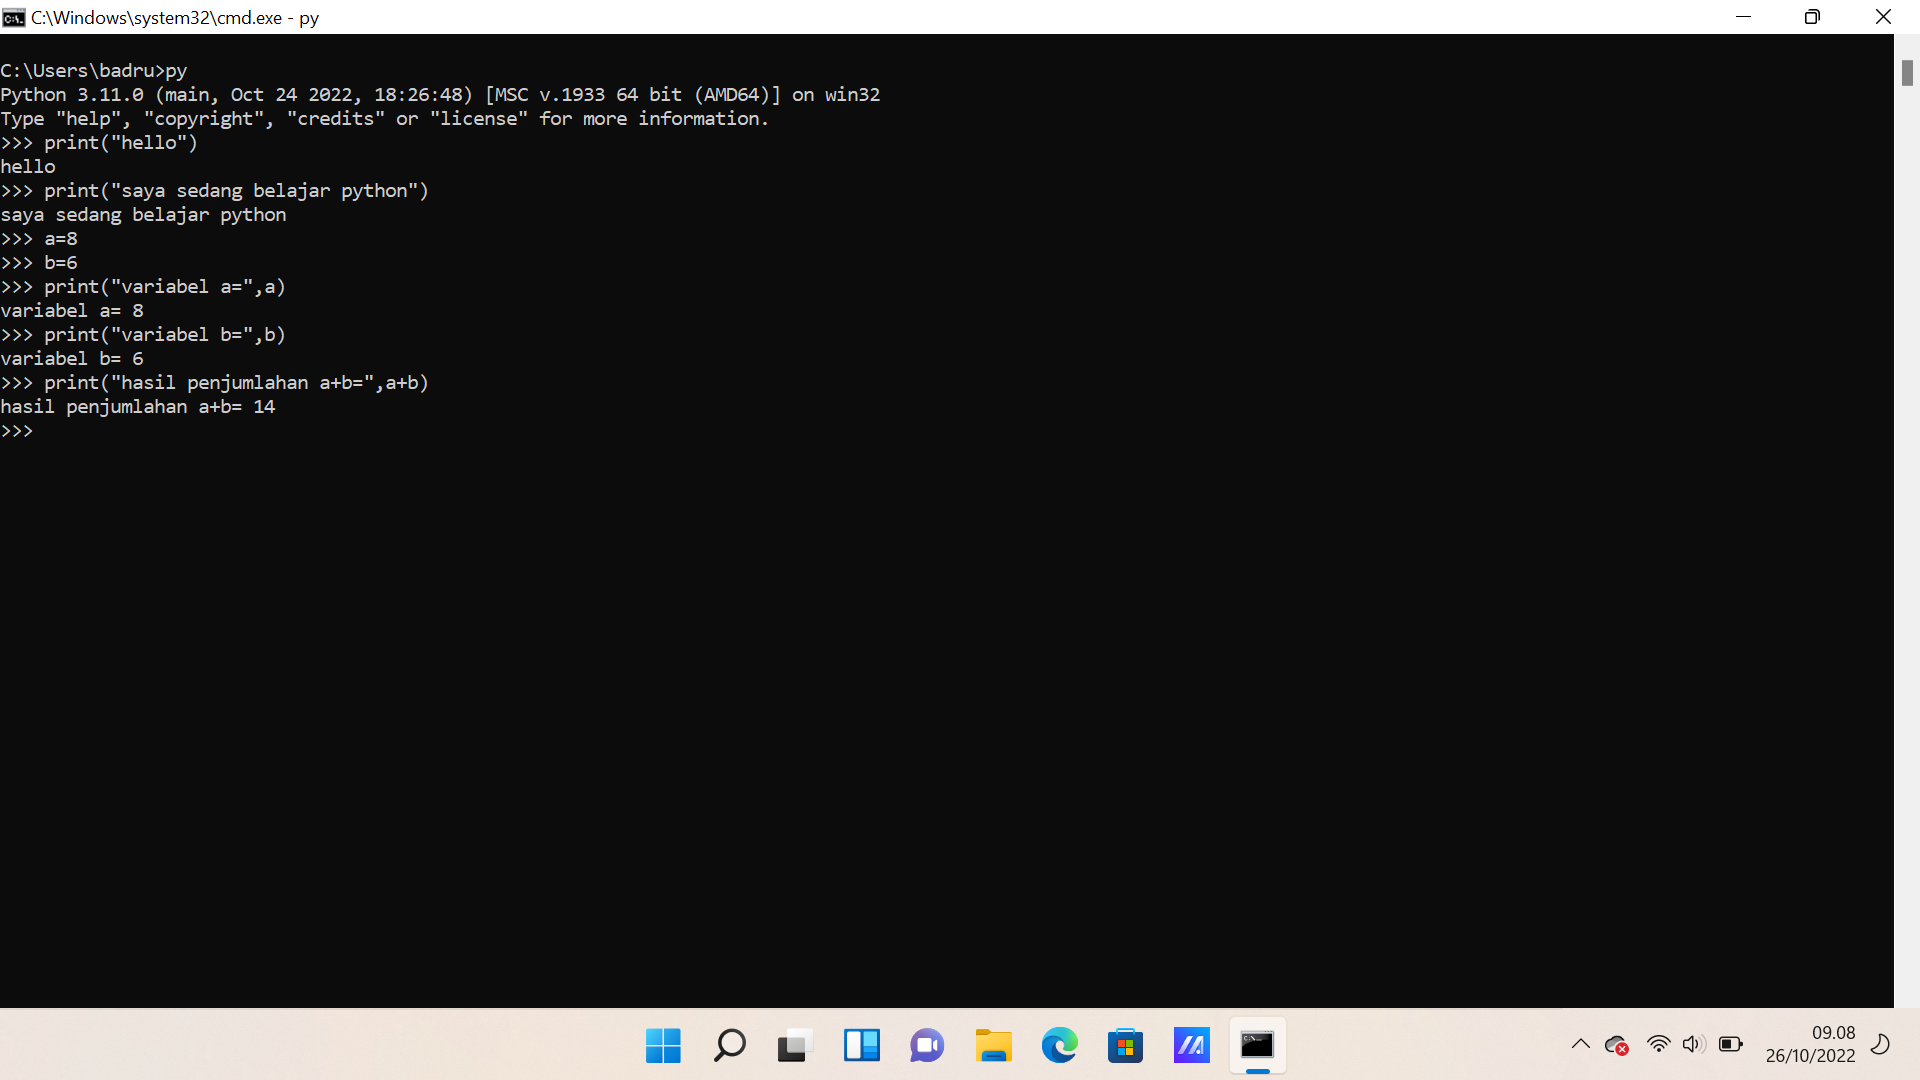 C:\Windows\system32\cmd.exe - py
C:\Users\badru>py
Python 3.11.0 (main, Oct 24 2022, 18:26:48) [MSC v.1933 64 bit (AMD64)] on win32
Type "help", "copyright", "credits" or "license" for more information.
>>> print("hello")
hello
>>> print("saya sedang belajar python")
saya sedang belajar python
>>> a=8
>>> b=6
>>> print("variabel a=",a)
variabel a= 8
>>> print("variabel b=",b)
variabel b= 6
>>> print("hasil penjumlahan a+b=",a+b)
hasil penjumlahan a+b= 14
>>>
09.08
26/10/2022